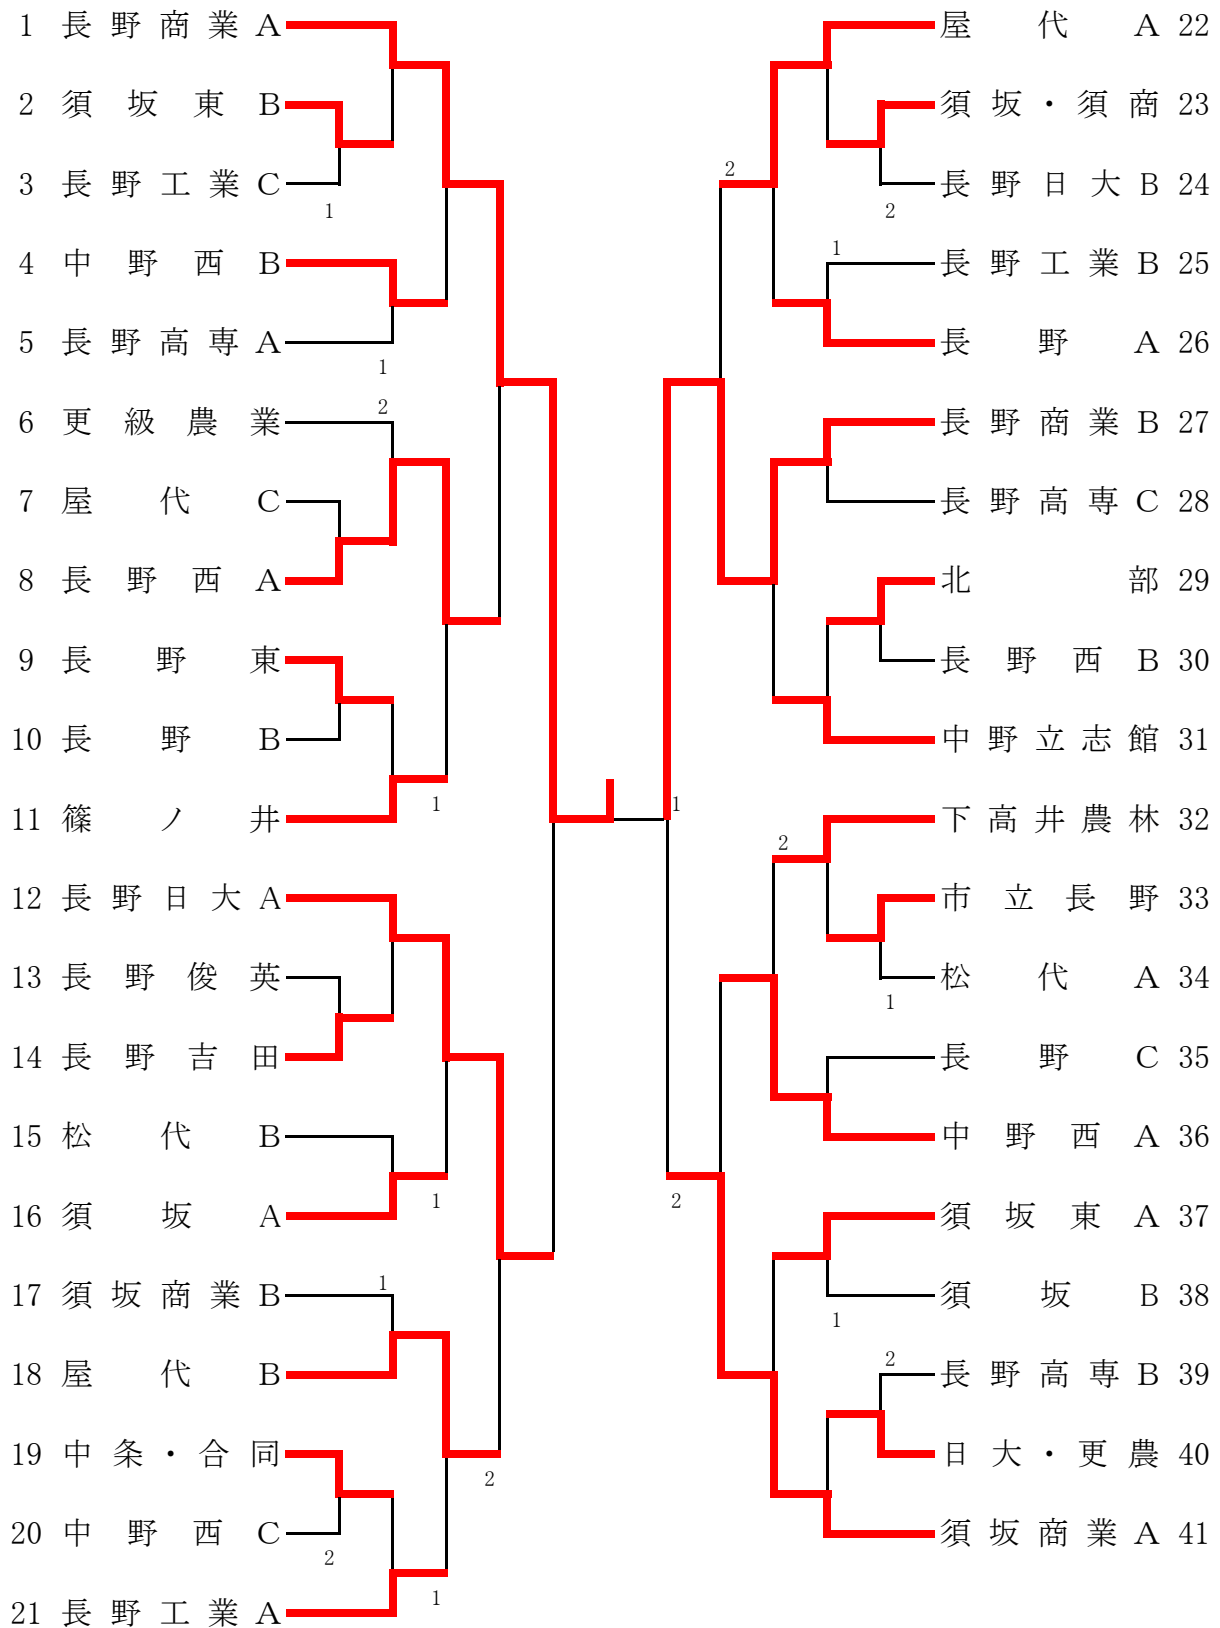 1 長野商業A
2 須坂東B
3 長野工業C
1
4 中野西B
5 長野高専A
1
6 更級農業
2
7 屋代C
8 長野西A
9 長野東
10 長野B
11 篠ノ井
1
12 長野日大A
13 長野俊英
14 長野吉田
15 松代B
16 須坂A
1
17 須坂商業B
1
18 屋代B
19 中条・合同
2
20 中野西C
2
21 長野工業A
1
屋代A 22
須坂・須商 23
2
長野日大B 24
2
1
長野工業B 25
長野A 26
長野商業B 27
長野高専C 28
北部 29
長野西B 30
中野立志館 31
1
下高井農林 32
2
市立長野 33
松代A 34
1
長野C 35
中野西A 36
2
須坂東A 37
須坂B 38
1
2
長野高専B 39
日大・更農 40
須坂商業A 41